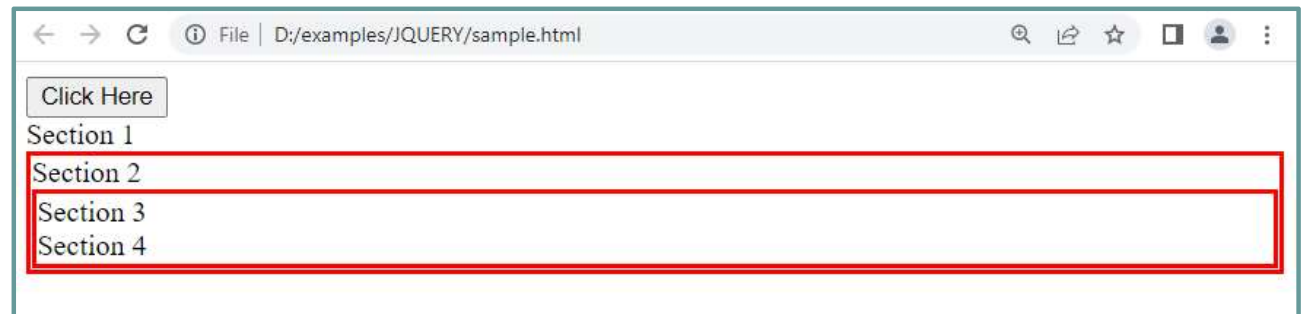 File | D:/examples/JQUERY/sample.html
Click Here
Section 1
Section 2
Section 3
Section 4